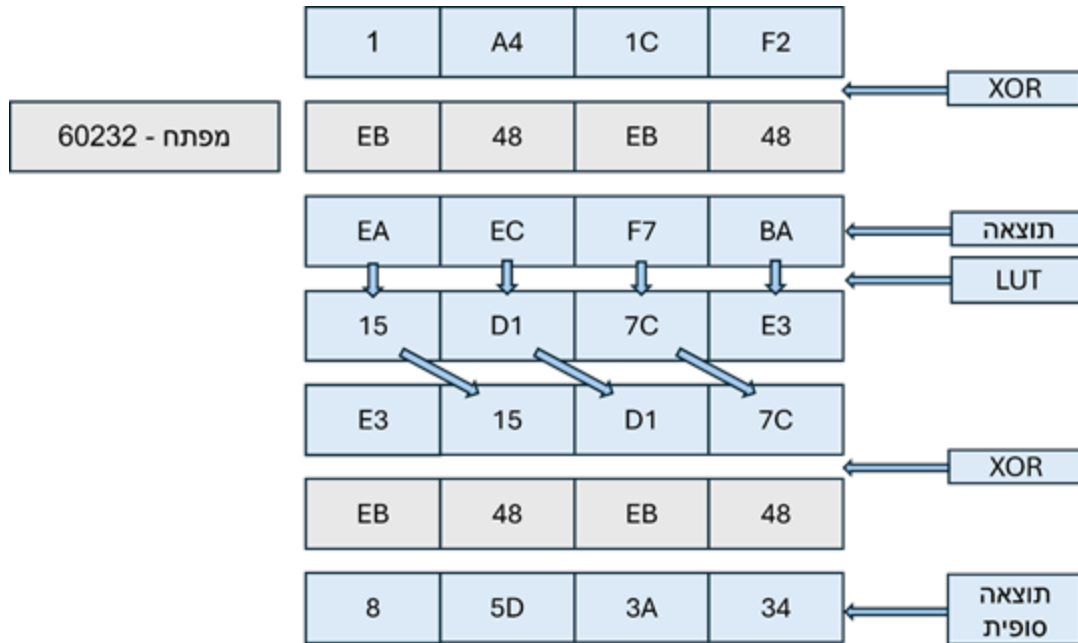 1 A4 1C F2
XOR
מפתח - 60232
EB 48 EB 48
EA EC F7 BA
תוצאה
LUT
15 D1 7C E3
E3 15 D1 7C
XOR
EB 48 EB 48
8 5D 3A 34
תוצאה
סופית